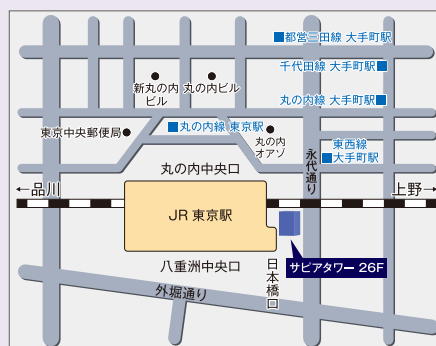 都営三田線 大手町駅
千代田線 大手町駅
新丸の内
ビル
丸の内ビル
丸の内線 大手町駅
東京中央郵便局
丸の内線 東京駅
丸の内
オアゾ
東西線
大手町駅
永代通り
丸の内中央口
←品川
上野→
JR 東京駅
八重洲中央口
日本橋口
サピアタワー 26F
外堀通り